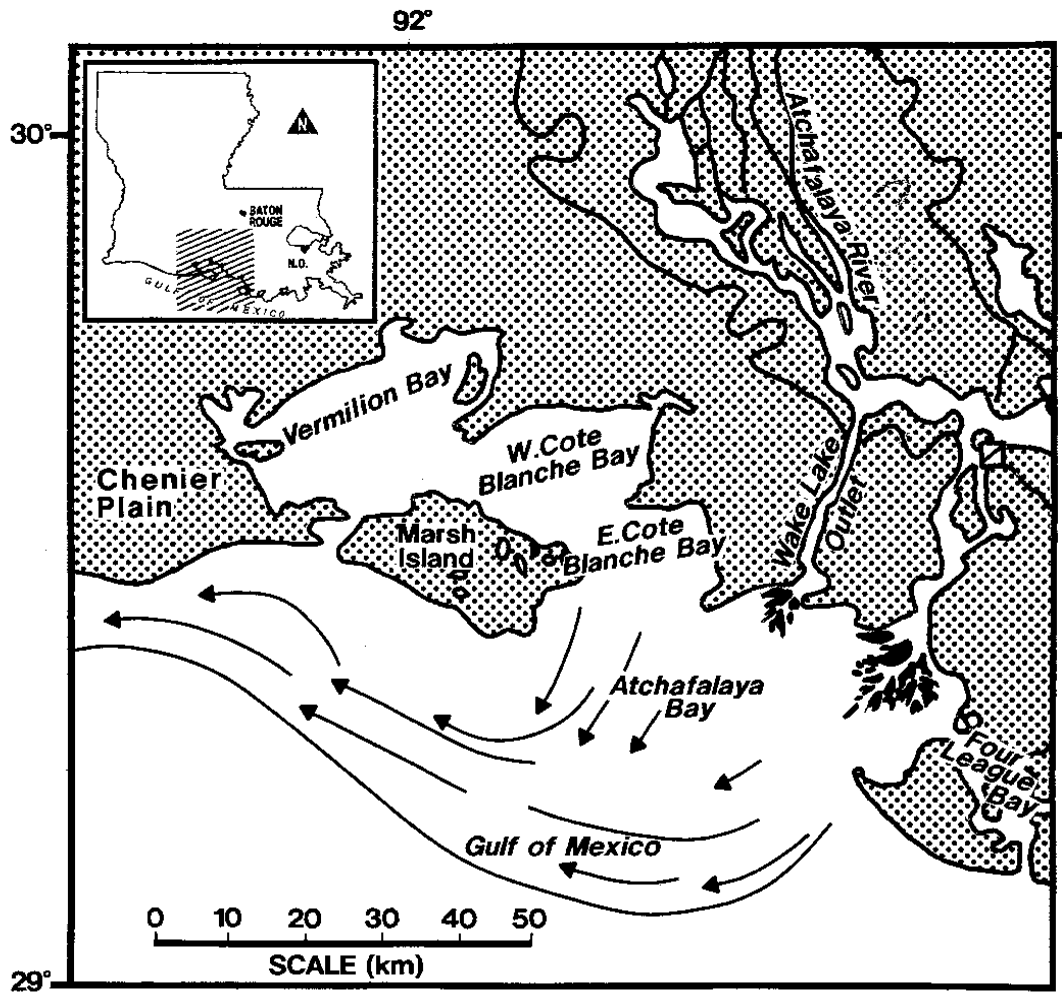 92°
30°
N
BATON
ROUGE
N.O.
GULF OF MEXICO
Atchafalaya River
Vermilion Bay
W.Cote
Blanche Bay
Chenier
Plain
Marsh
Island
E.Cote
Blanche Bay
Wake Lake
Outlet
Atchafalaya
Bay
Four
League
Bay
Gulf of Mexico
0 10 20 30 40 50
SCALE (km)
29°